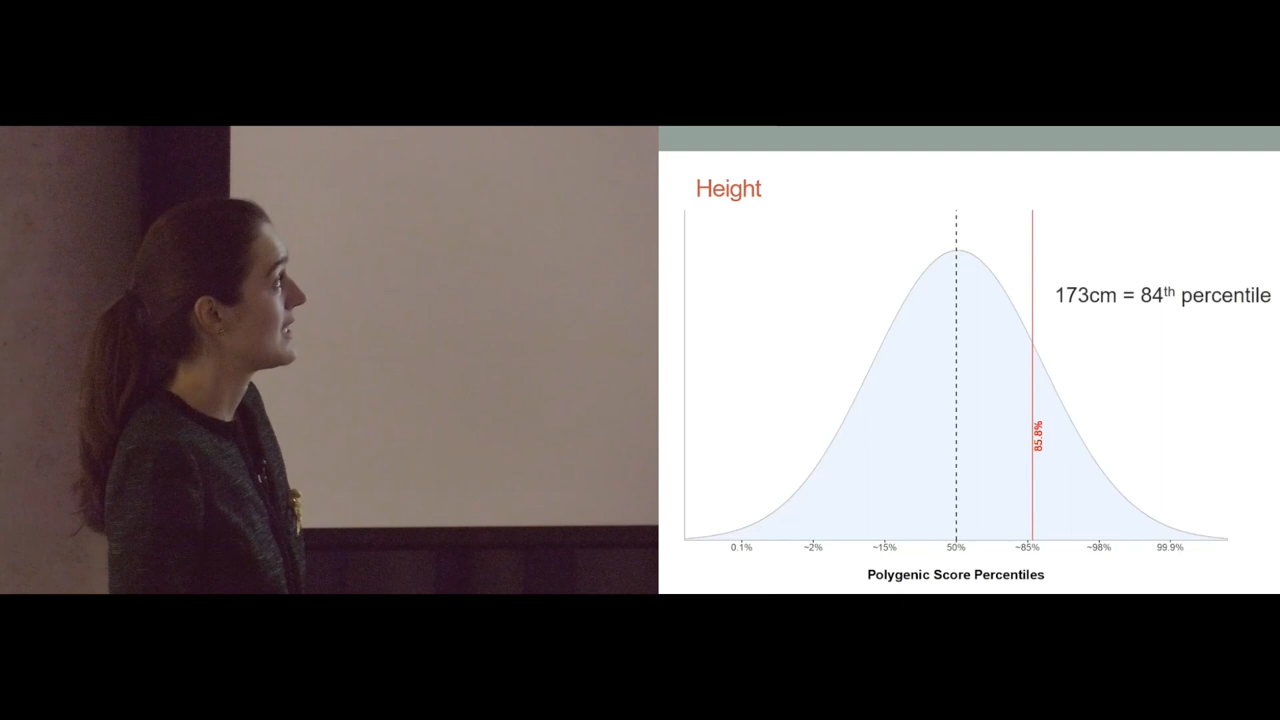 Height
173cm = 84th percentile
85.8%
0.1% ~2% ~15% 50% ~85% ~98% 99.9%
Polygenic Score Percentiles